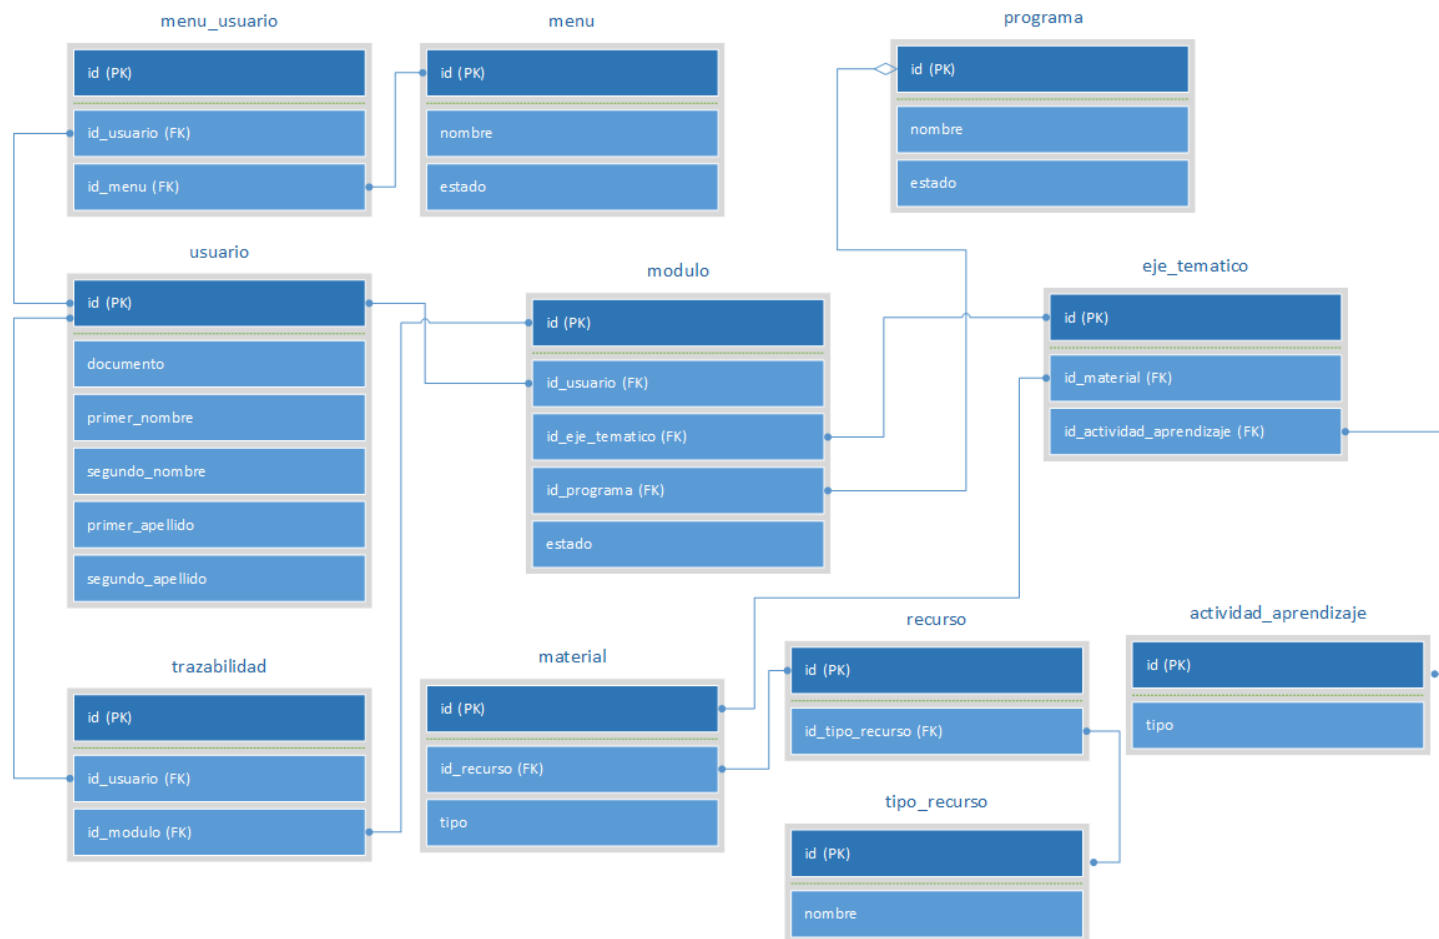 menu_usuario
id (PK)
id_usuario (FK)
id_menu (FK)
menu
id (PK)
nombre
estado
programa
id (PK)
nombre
estado
usuario
id (PK)
documento
primer_nombre
segundo_nombre
primer_apellido
segundo_apellido
modulo
id (PK)
id_usuario (FK)
id_eje_tematico (FK)
id_programa (FK)
estado
eje_tematico
id (PK)
id_material (FK)
id_actividad_aprendizaje (FK)
trazabilidad
id (PK)
id_usuario (FK)
id_modulo (FK)
material
id (PK)
id_recurso (FK)
tipo
recurso
id (PK)
id_tipo_recurso (FK)
actividad_aprendizaje
id (PK)
tipo
tipo_recurso
id (PK)
nombre